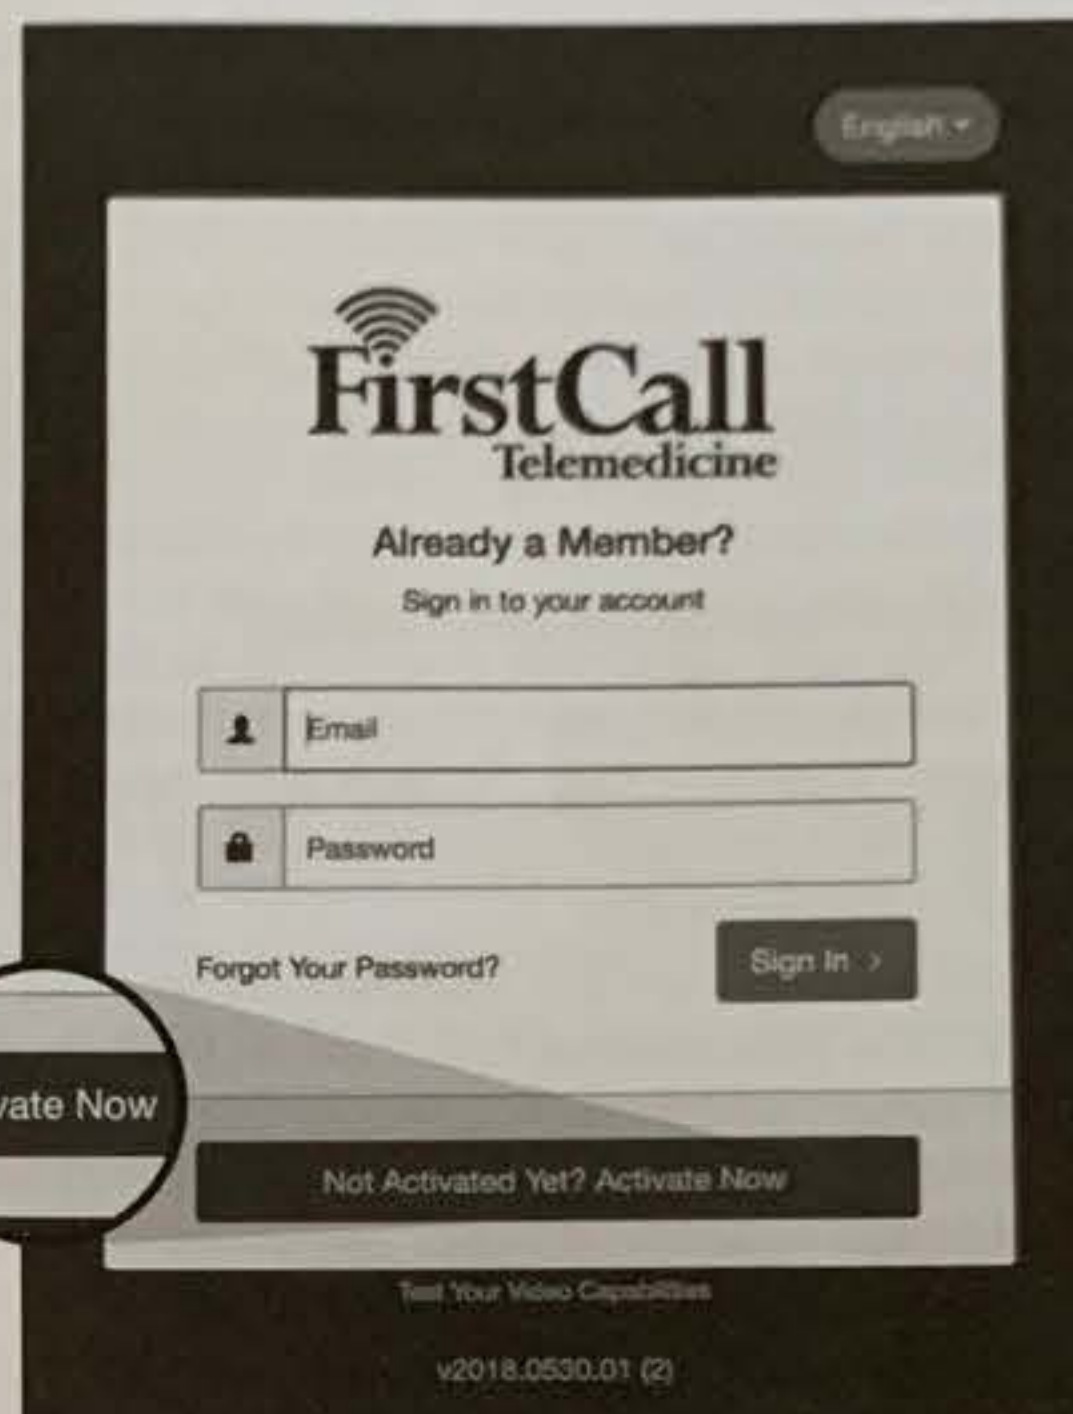 English
FirstCall
Telemedicine
Already a Member?
Sign in to your account
Email
Password
Forgot Your Password?
Sign In >
vate Now
Not Activated Yet? Activate Now
Test Your Video Capabilities
v2018.0530.01 (2)